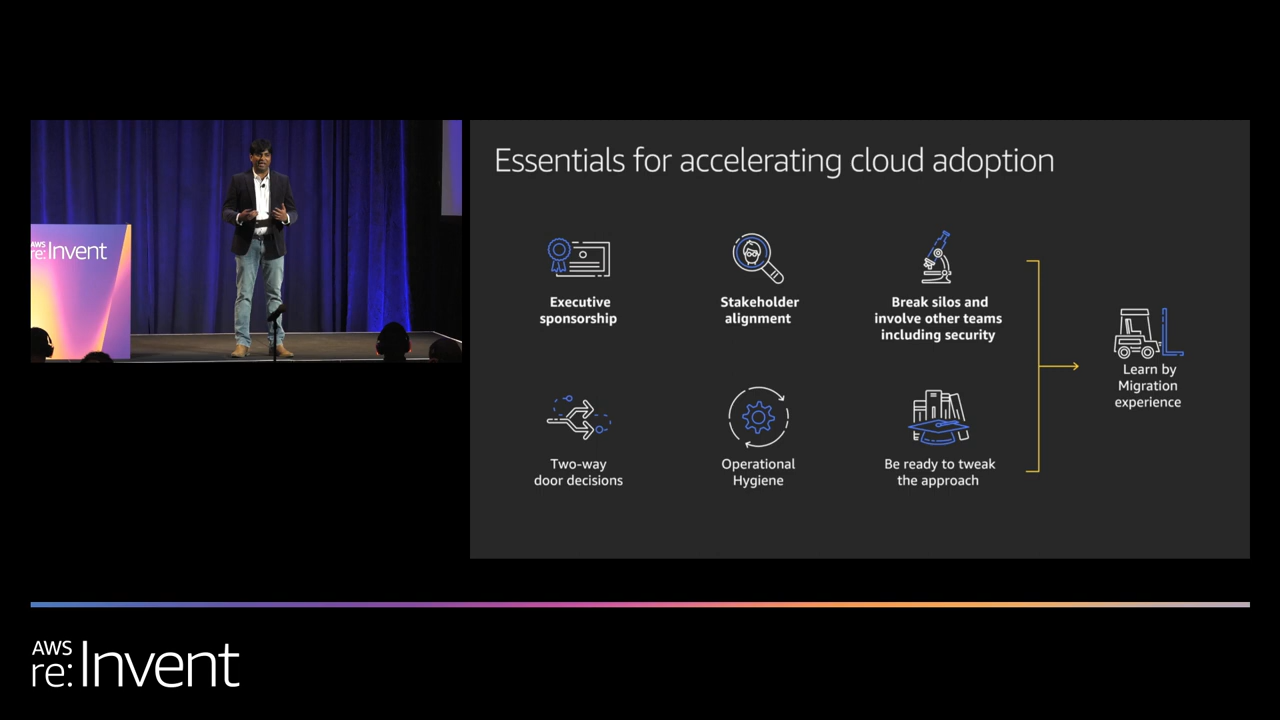 AWS
re:Invent
Essentials for accelerating cloud adoption
Executive
sponsorship
Stakeholder
alignment
Break silos and
involve other teams
including security
Two-way
door decisions
Operational
Hygiene
Be ready to tweak
the approach
Learn by
Migration
experience
AWS
re:Invent